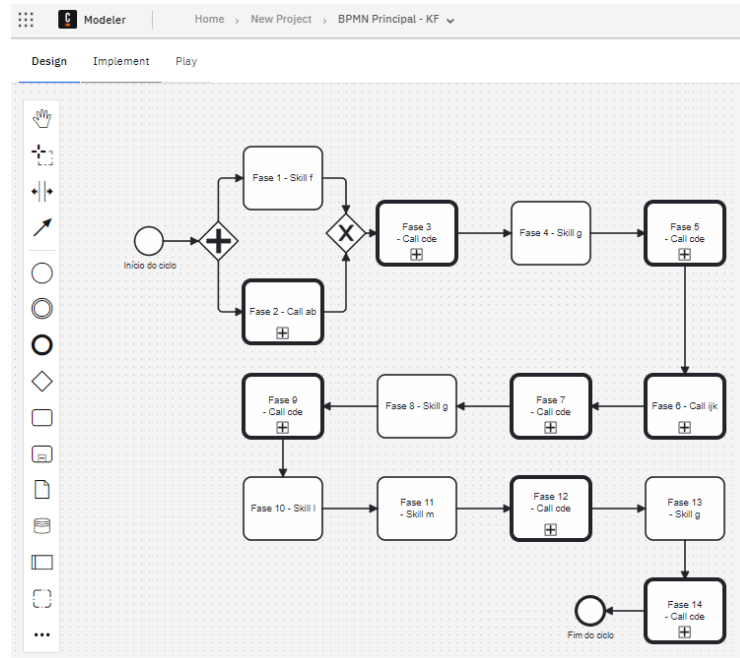 Modeler
Home > New Project > BPMN Principal - KF
Design Implement Play
Fase 1 - Skill f
Início do ciclo
Fase 2 - Call ab
Fase 3
- Call cde
Fase 4 - Skill g
Fase 5
- Call cde
Fase 6 - Call ijk
Fase 7
- Call cde
Fase 8 - Skill g
Fase 9
- Call cde
Fase 10 - Skill l
Fase 11
- Skill m
Fase 12
- Call cde
Fase 13
- Skill g
Fase 14
- Call cde
Fim do ciclo